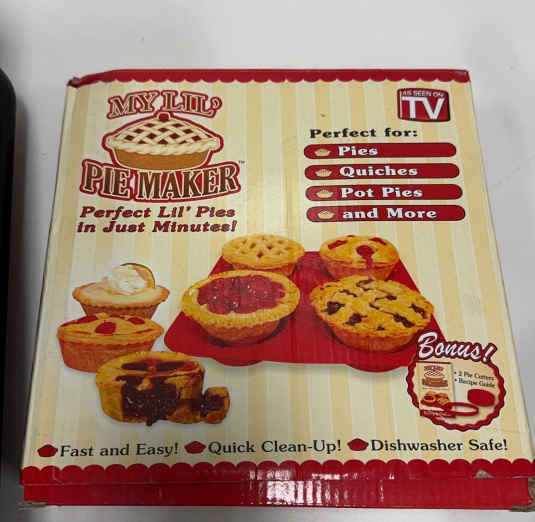 MY LIL'
PIE MAKER™
Perfect Lil' Pies
in Just Minutes!
AS SEEN ON
TV
Perfect for:
Pies
Quiches
Pot Pies
and More
Bonus!
• 2 Pie Cutters
• Recipe Guide
Fast and Easy! Quick Clean-Up! Dishwasher Safe!